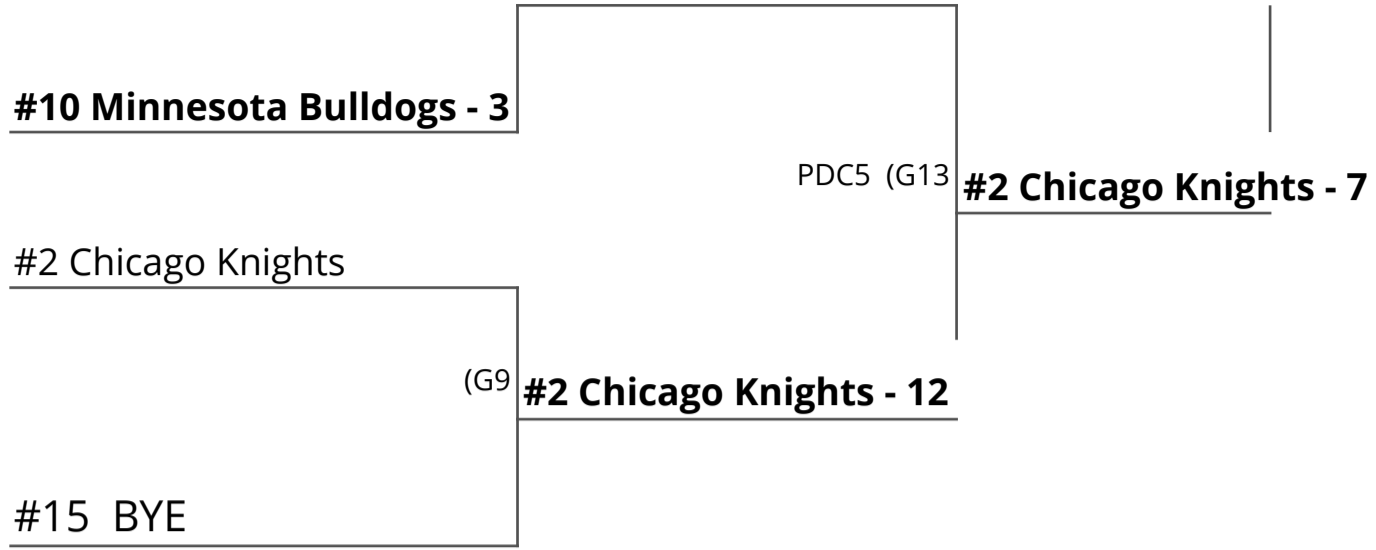 #10 Minnesota Bulldogs - 3
PDC5 (G13
#2 Chicago Knights - 7
#2 Chicago Knights
(G9
#2 Chicago Knights - 12
#15 BYE